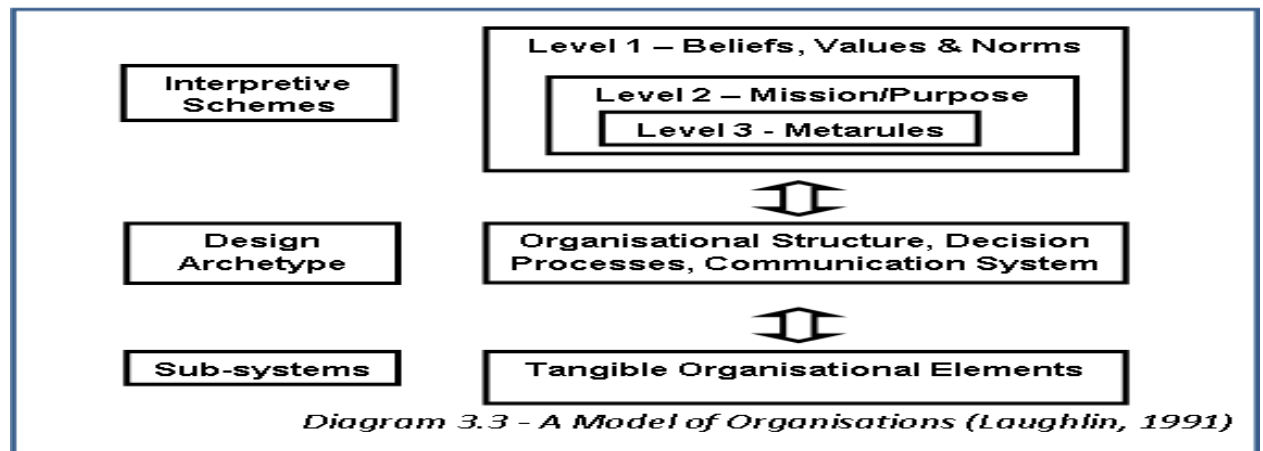 Level 1 – Beliefs, Values & Norms
Interpretive
Schemes
Level 2 – Mission/Purpose
Level 3 - Metarules
Design
Archetype
Organisational Structure, Decision
Processes, Communication System
Sub-systems
Tangible Organisational Elements
Diagram 3.3 - A Model of Organisations (Laughlin, 1991)